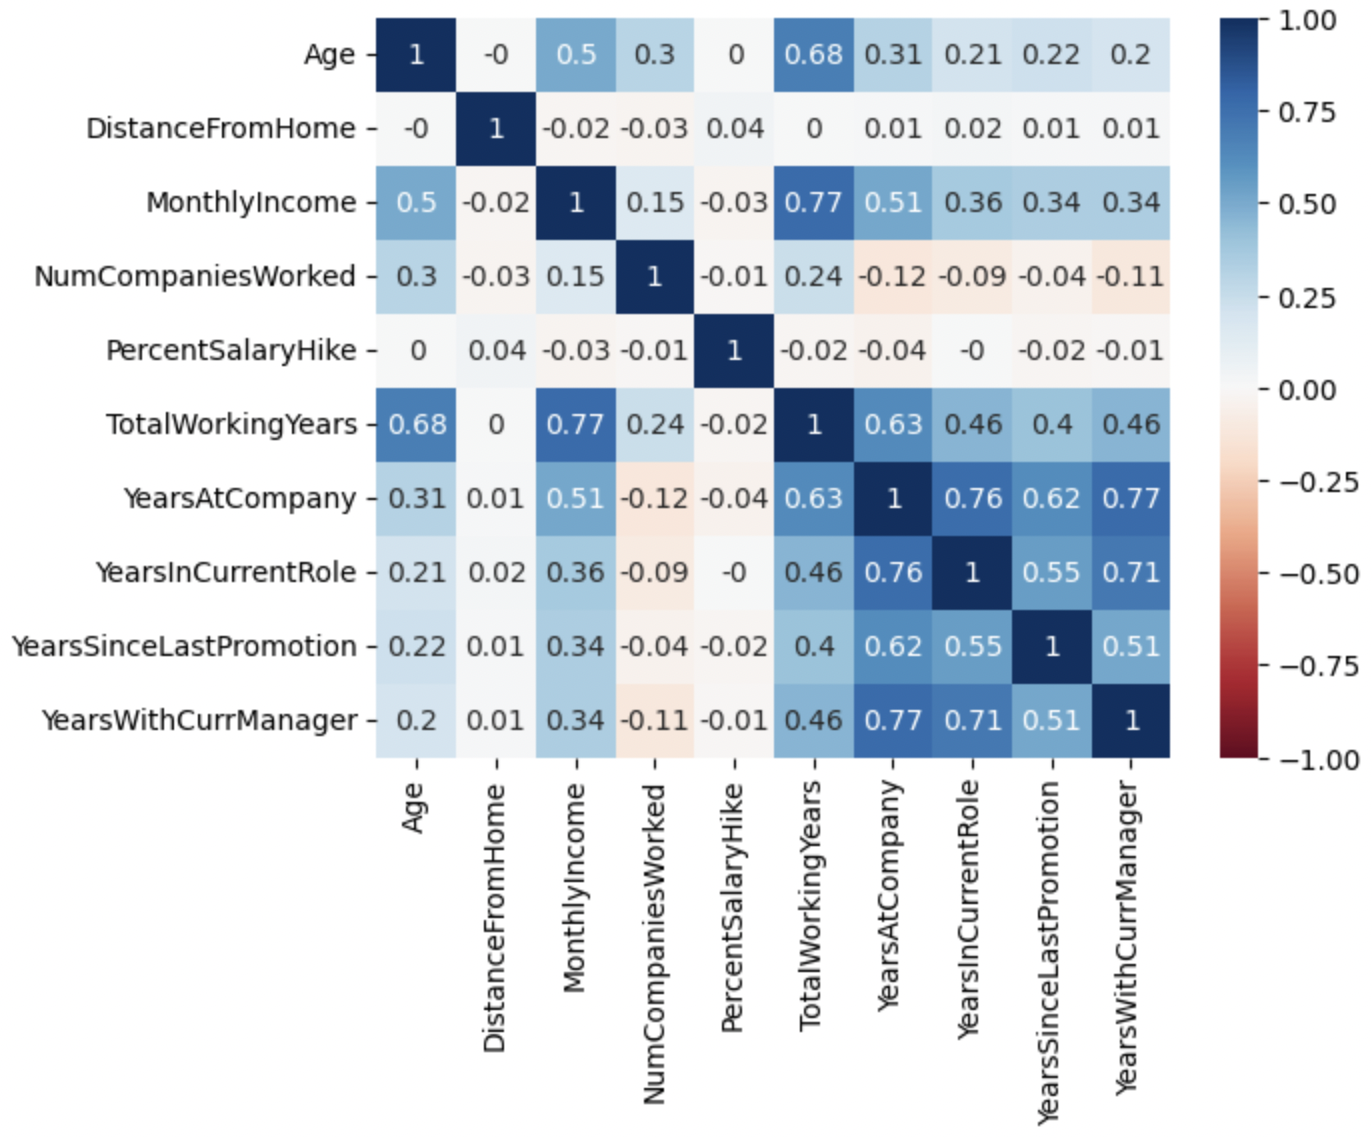 Age 1 -0 0.5 0.3 0 0.68 0.31 0.21 0.22 0.2
DistanceFromHome -0 1 -0.02 -0.03 0.04 0 0.01 0.02 0.01 0.01
MonthlyIncome 0.5 -0.02 1 0.15 -0.03 0.77 0.51 0.36 0.34 0.34
NumCompaniesWorked 0.3 -0.03 0.15 1 -0.01 0.24 -0.12 -0.09 -0.04 -0.11
PercentSalaryHike 0 0.04 -0.03 -0.01 1 -0.02 -0.04 -0 -0.02 -0.01
TotalWorkingYears 0.68 0 0.77 0.24 -0.02 1 0.63 0.46 0.4 0.46
YearsAtCompany 0.31 0.01 0.51 -0.12 -0.04 0.63 1 0.76 0.62 0.77
YearsInCurrentRole 0.21 0.02 0.36 -0.09 -0 0.46 0.76 1 0.55 0.71
YearsSinceLastPromotion 0.22 0.01 0.34 -0.04 -0.02 0.4 0.62 0.55 1 0.51
YearsWithCurrManager 0.2 0.01 0.34 -0.11 -0.01 0.46 0.77 0.71 0.51 1
Age
DistanceFromHome
MonthlyIncome
NumCompaniesWorked
PercentSalaryHike
TotalWorkingYears
YearsAtCompany
YearsInCurrentRole
YearsSinceLastPromotion
YearsWithCurrManager
1.00
0.75
0.50
0.25
0.00
−0.25
−0.50
−0.75
−1.00